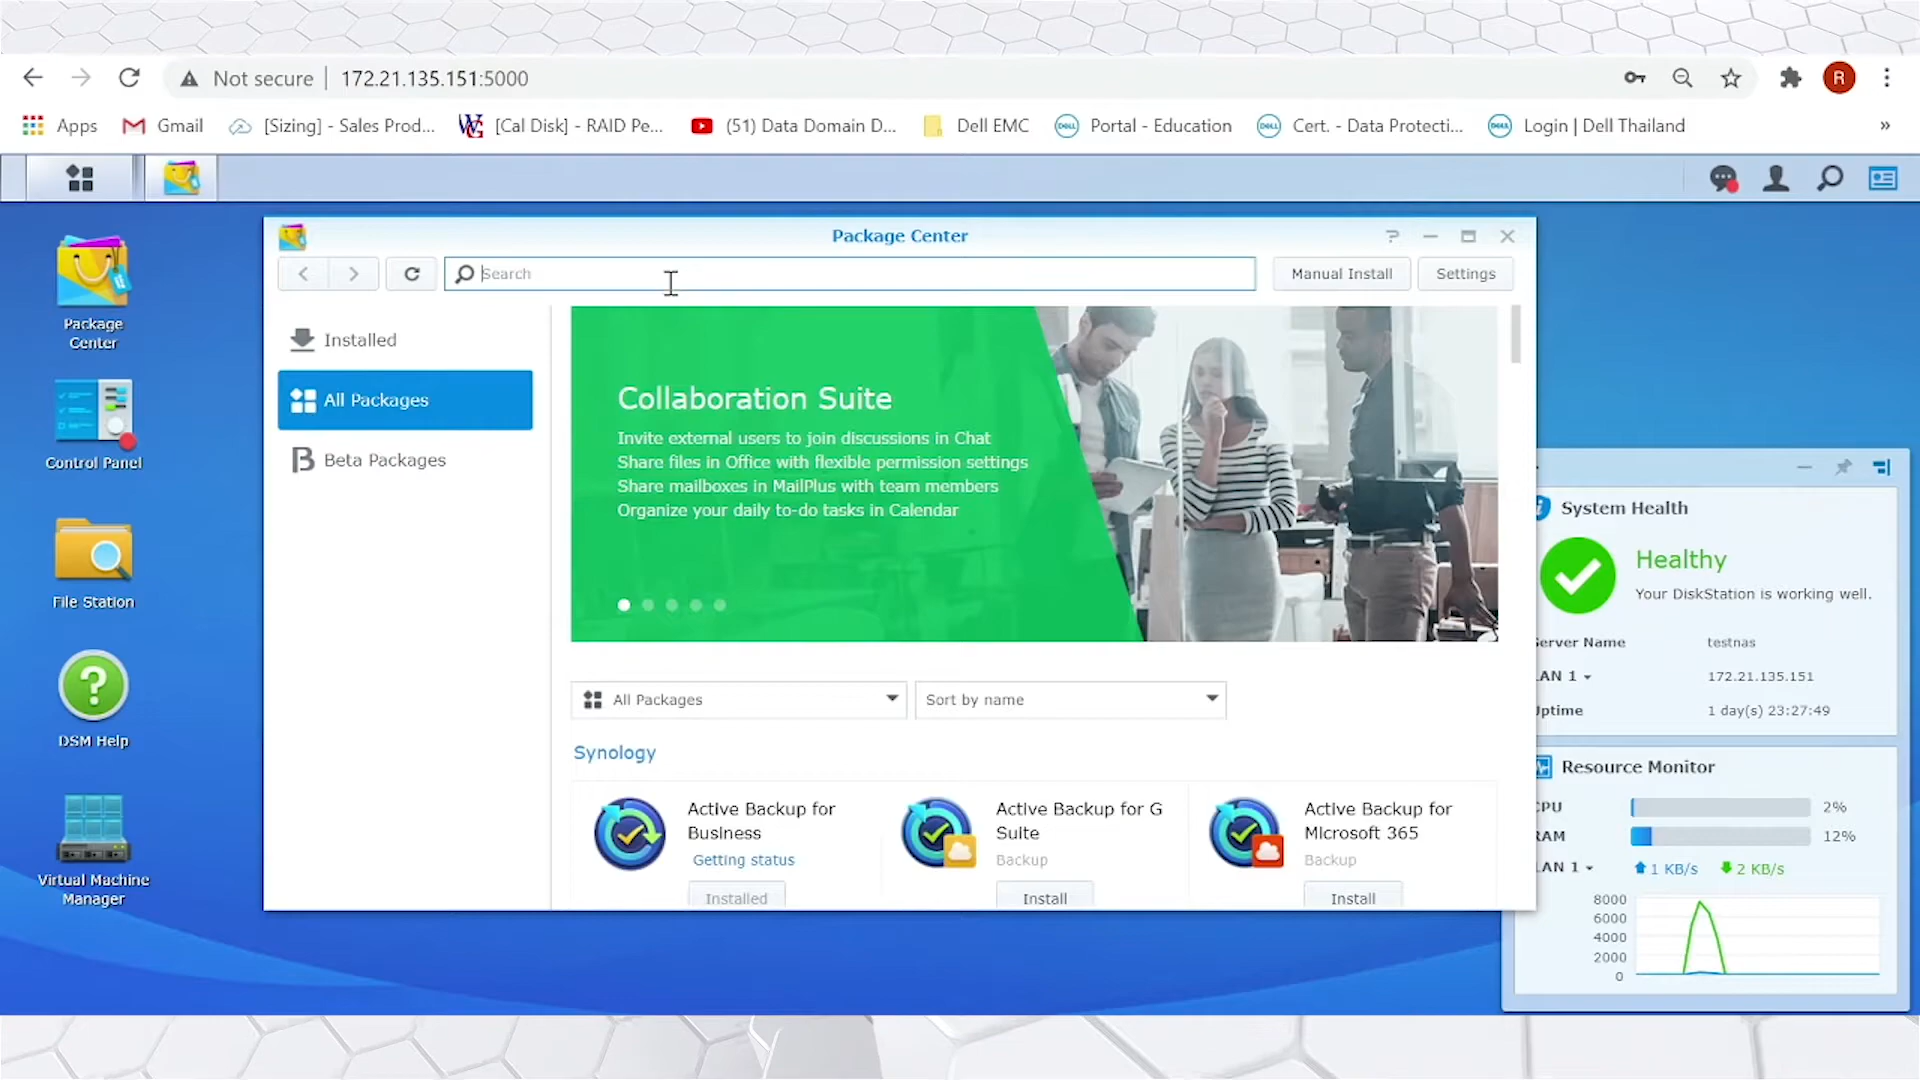 Not secure
172.21.135.151:5000
R
Apps
Gmail
[Sizing] - Sales Prod...
[Cal Disk] - RAID Pe...
(51) Data Domain D...
Dell EMC
Portal - Education
Cert. - Data Protecti...
Login | Dell Thailand
»
Package Center
Search
Manual Install
Settings
Package
Center
Control Panel
File Station
DSM Help
Virtual Machine
Manager
Installed
All Packages
Beta Packages
Collaboration Suite
Invite external users to join discussions in Chat
Share files in Office with flexible permission settings
Share mailboxes in MailPlus with team members
Organize your daily to-do tasks in Calendar
All Packages
Sort by name
Synology
Active Backup for
Business
Getting status
Installed
Active Backup for G
Suite
Backup
Install
Active Backup for
Microsoft 365
Backup
Install
System Health
Healthy
Your DiskStation is working well.
Server Name
testnas
LAN 1
172.21.135.151
Uptime
1 day(s) 23:27:49
Resource Monitor
CPU
2%
RAM
12%
LAN 1
1 KB/s
2 KB/s
8000
6000
4000
2000
0